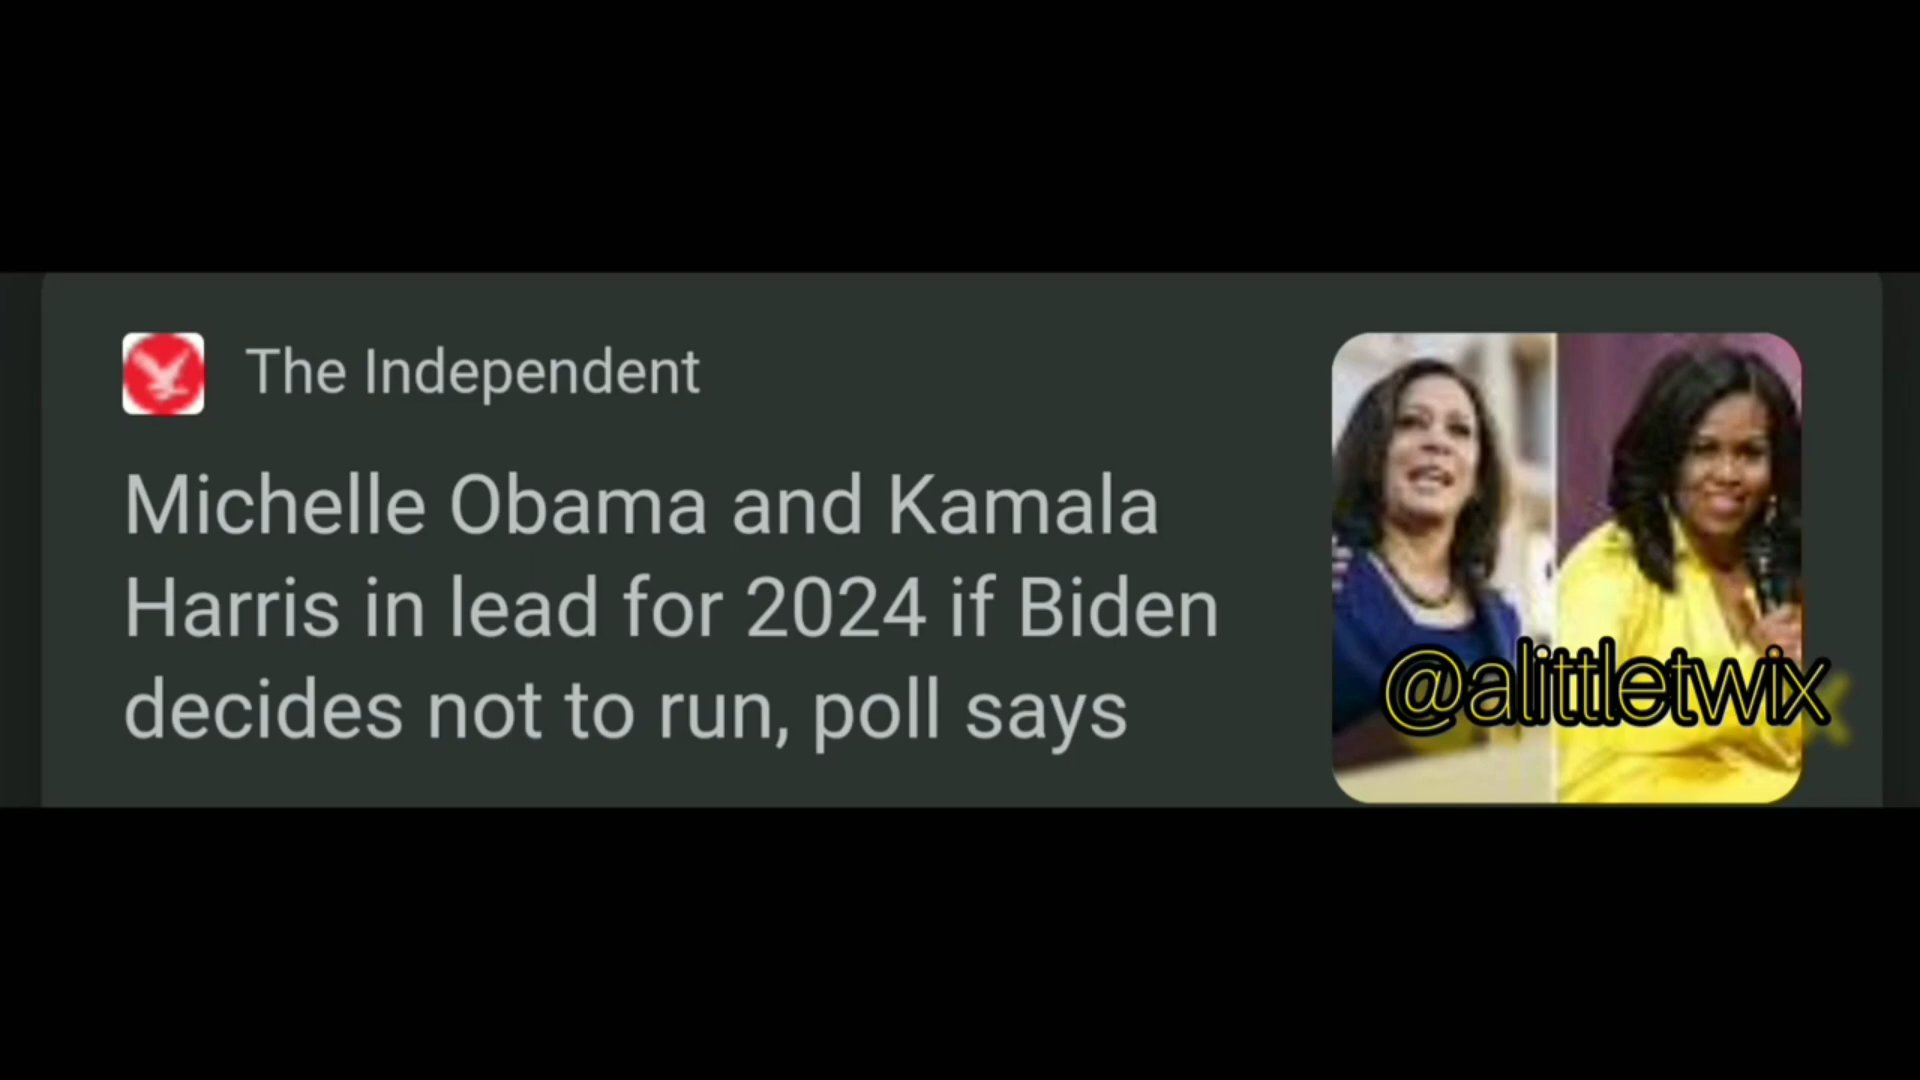 The Independent
Michelle Obama and Kamala
Harris in lead for 2024 if Biden
decides not to run, poll says
@alittletwix